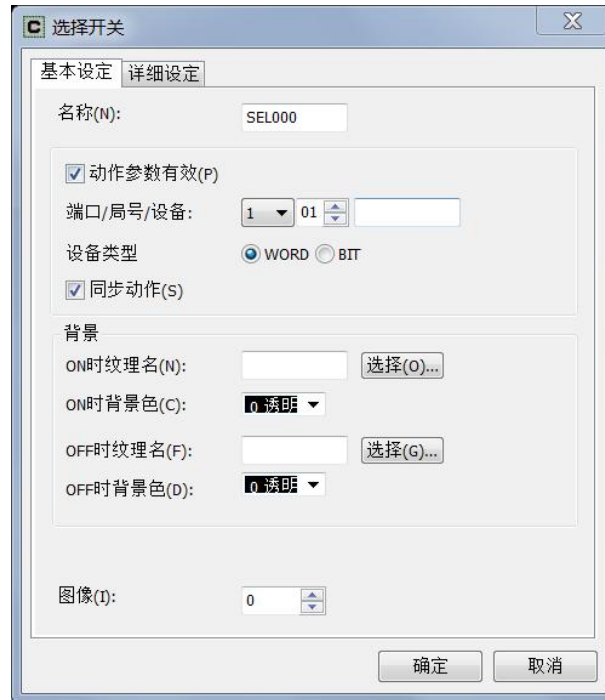 C 选择开关
基本设定 详细设定
名称(N): SEL000
动作参数有效(P)
端口/局号/设备: 1 01
设备类型 WORD BIT
同步动作(S)
背景
ON时纹理名(N): 选择(O)...
ON时背景色(C): 0 透明
OFF时纹理名(F): 选择(G)...
OFF时背景色(D): 0 透明
图像(I): 0
确定 取消